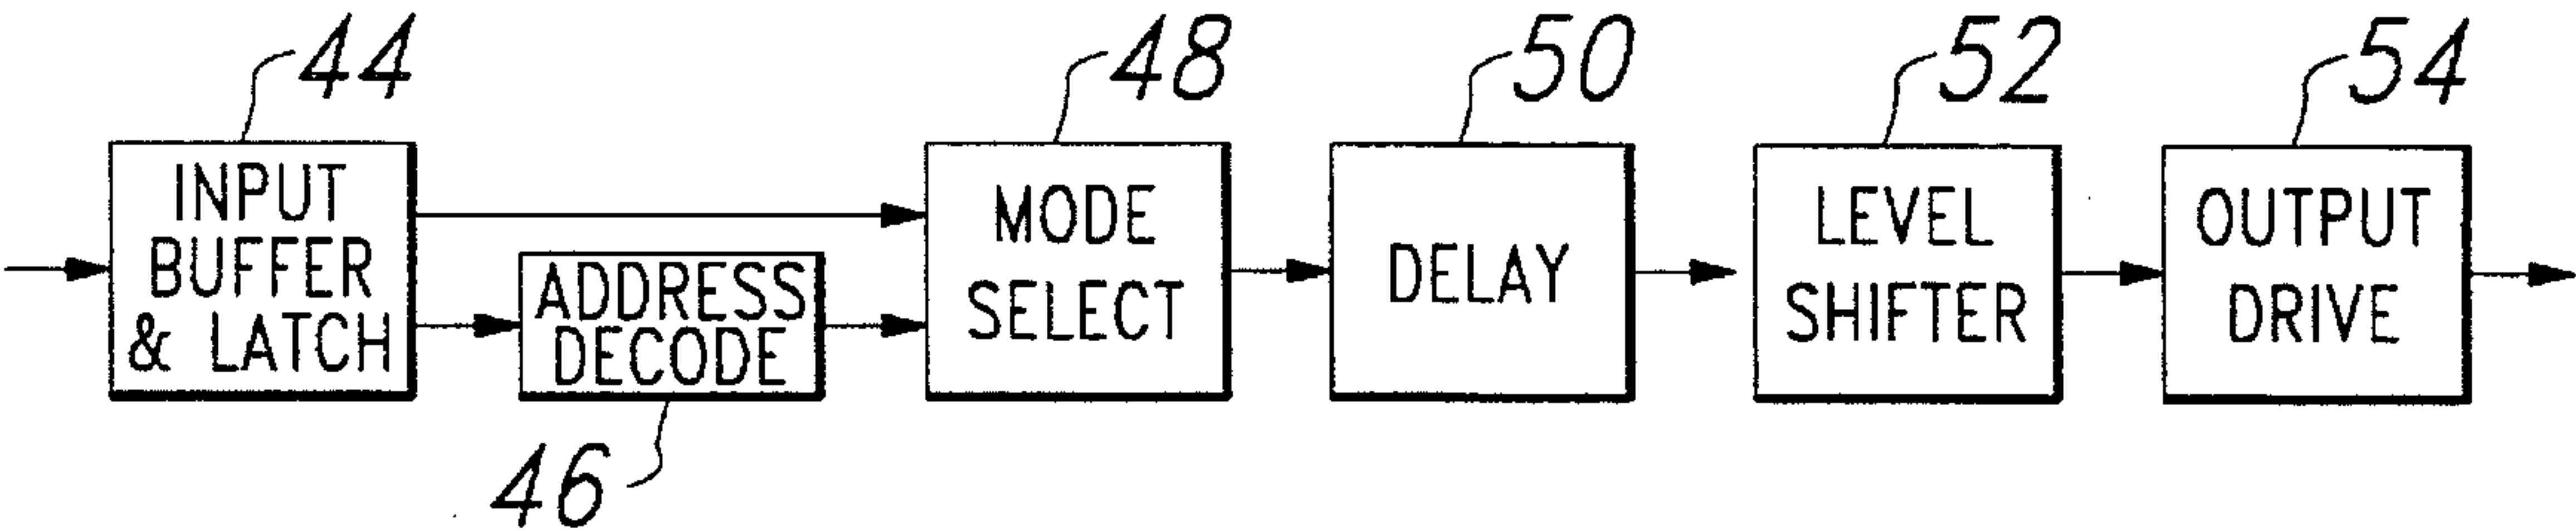 44
48
50
52
54
INPUT
BUFFER
& LATCH
ADDRESS
DECODE
MODE
SELECT
DELAY
LEVEL
SHIFTER
OUTPUT
DRIVE
46